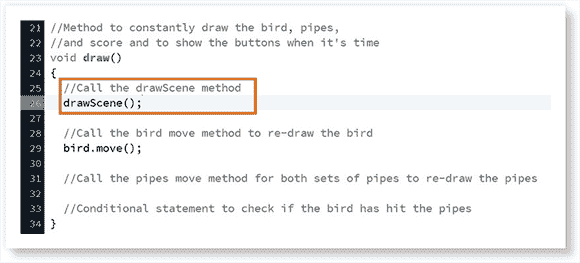 21 //Method to constantly draw the bird, pipes,
22 //and score and to show the buttons when it's time
23 void draw()
24 {
25 //Call the drawScene method
26 drawScene();
27
28 //Call the bird move method to re-draw the bird
29 bird.move();
30
31 //Call the pipes move method for both sets of pipes to re-draw the pipes
32
33 //Conditional statement to check if the bird has hit the pipes
34 }